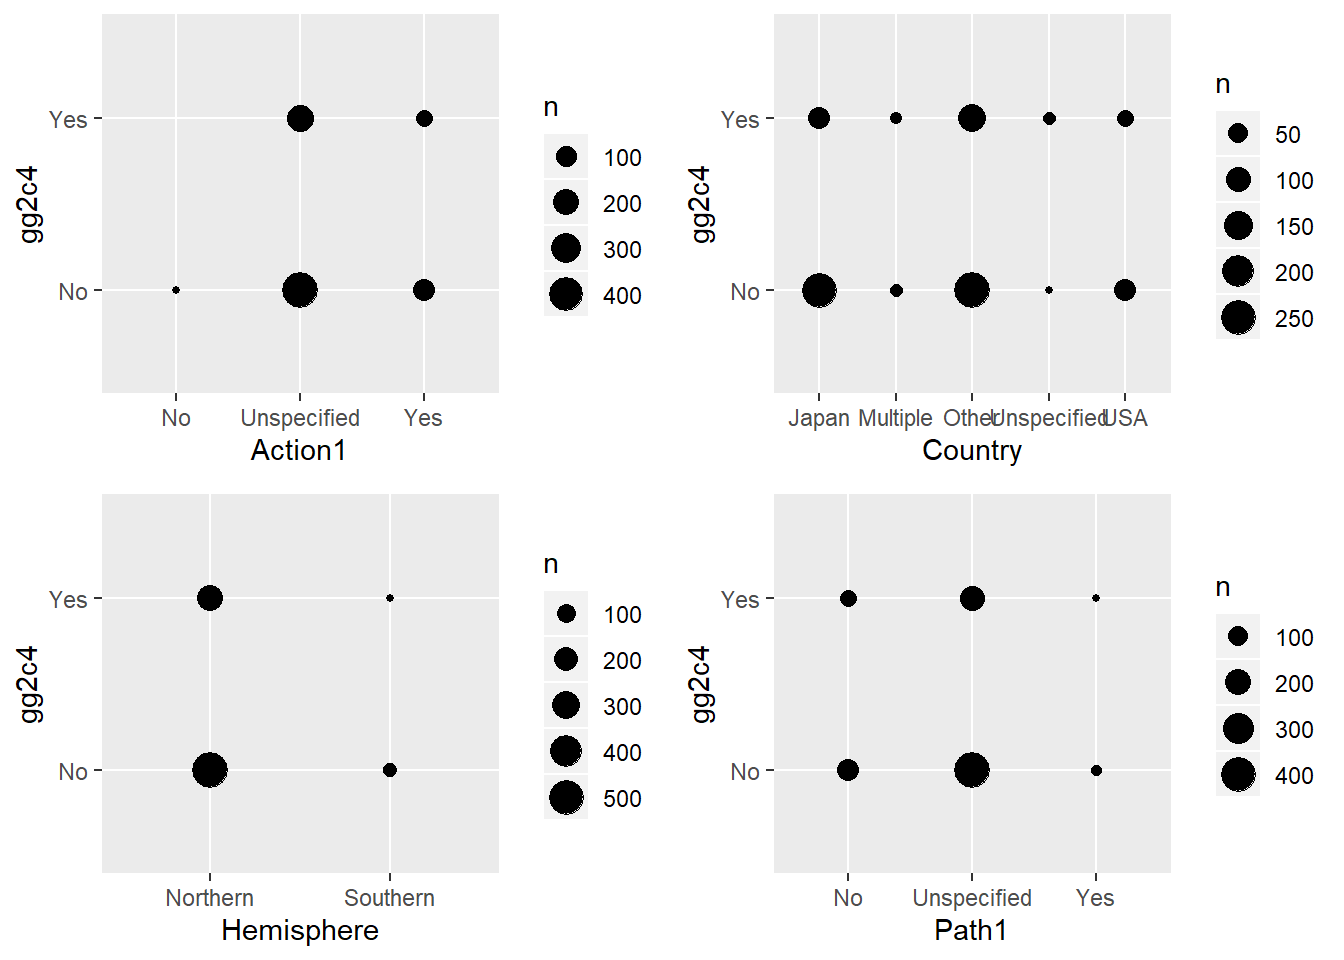 gg2c4
Yes
No
No Unspecified Yes
Action1
n
100
200
300
400
gg2c4
Yes
No
Japan Multiple Other Unspecified USA
Country
n
50
100
150
200
250
gg2c4
Yes
No
Northern Southern
Hemisphere
n
100
200
300
400
500
gg2c4
Yes
No
No Unspecified Yes
Path1
n
100
200
300
400